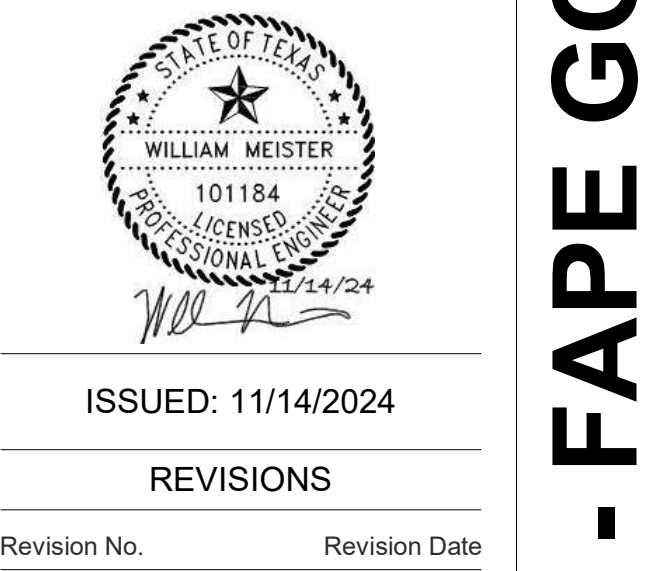 STATE OF TEXAS
WILLIAM MEISTER
101184
LICENSED
PROFESSIONAL ENGINEER
11/14/24
ISSUED: 11/14/2024
REVISIONS
Revision No. Revision Date
- FAPE GO